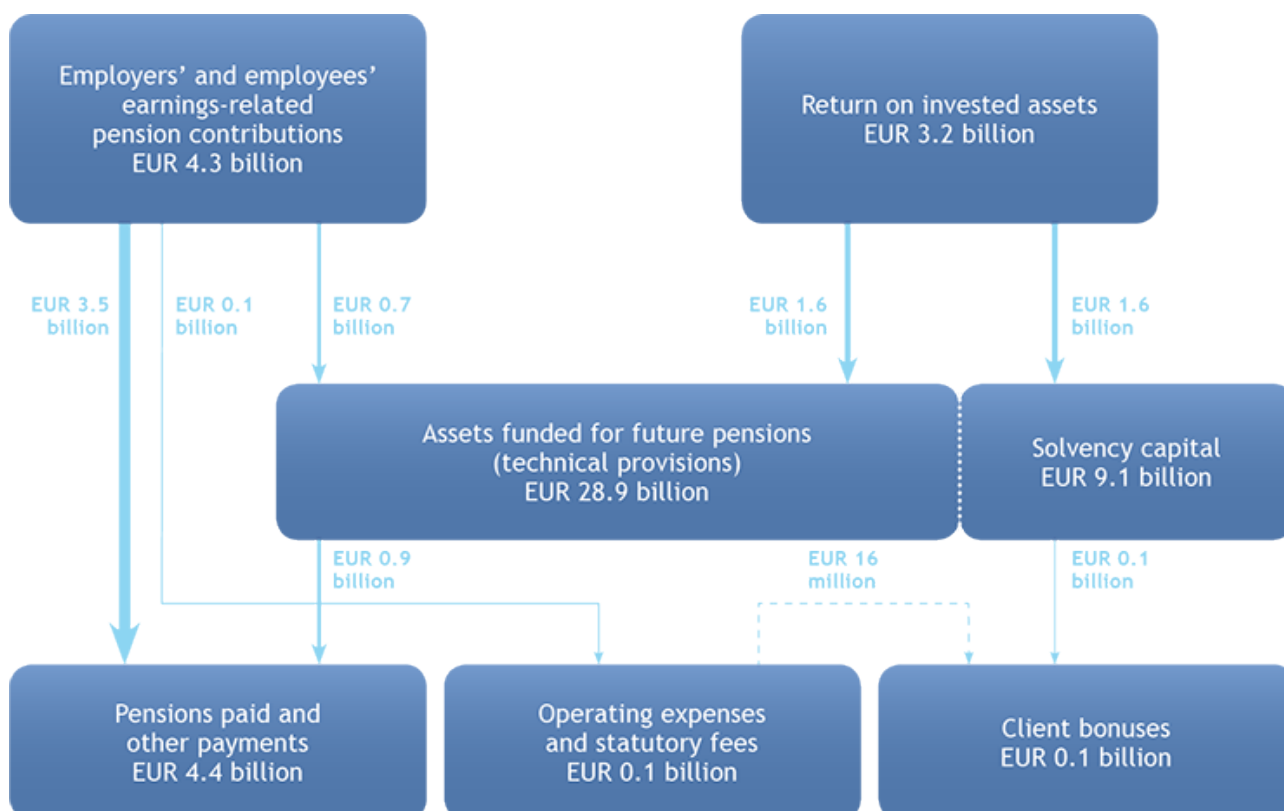 Employers’ and employees’
earnings-related
pension contributions
EUR 4.3 billion
Return on invested assets
EUR 3.2 billion
EUR 3.5
billion
EUR 0.1
billion
EUR 0.7
billion
EUR 1.6
billion
EUR 1.6
billion
Assets funded for future pensions
(technical provisions)
EUR 28.9 billion
Solvency capital
EUR 9.1 billion
EUR 0.9
billion
EUR 16
million
EUR 0.1
billion
Pensions paid and
other payments
EUR 4.4 billion
Operating expenses
and statutory fees
EUR 0.1 billion
Client bonuses
EUR 0.1 billion